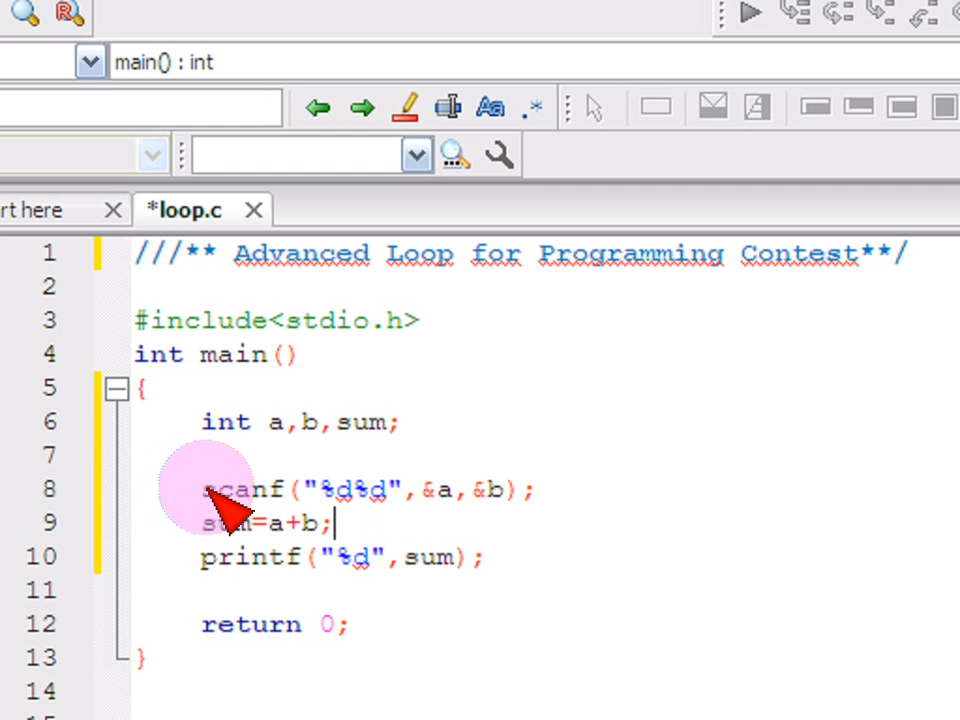 main() : int
rt here
*loop.c
1 ///** Advanced Loop for Programming Contest**/
2
3 #include<stdio.h>
4 int main()
5 {
6 int a,b,sum;
7
8 scanf("%d%d",&a,&b);
9 sum=a+b;
10 printf("%d",sum);
11
12 return 0;
13 }
14